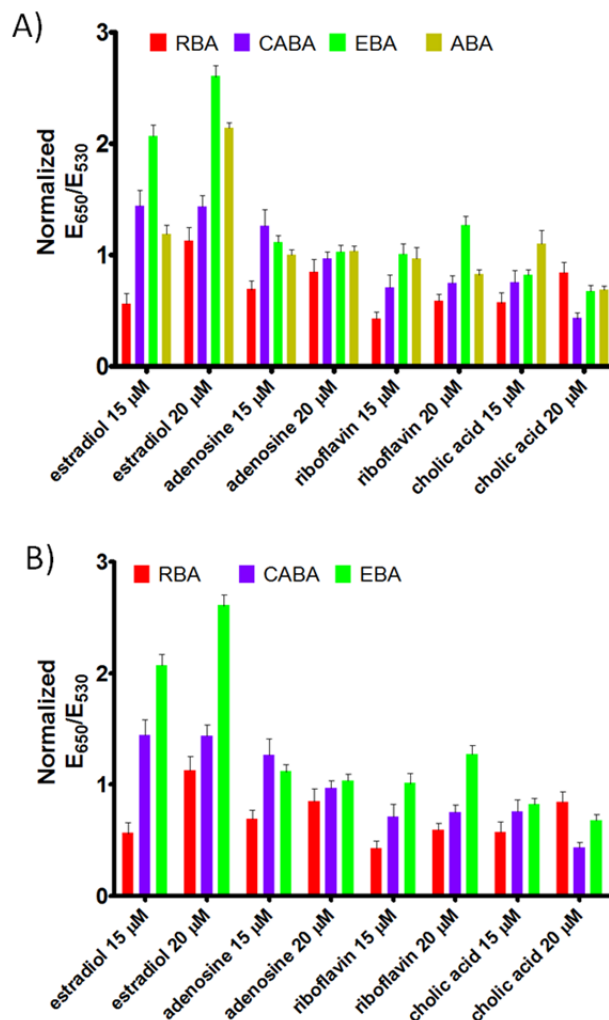 A)
3
RBA CABA EBA ABA
2
Normalized
E650/E530
1
0
estradiol 15 µM
estradiol 20 µM
adenosine 15 µM
adenosine 20 µM
riboflavin 15 µM
riboflavin 20 µM
cholic acid 15 µM
cholic acid 20 µM
B)
3
RBA CABA EBA
2
Normalized
E650/E530
1
0
estradiol 15 µM
estradiol 20 µM
adenosine 15 µM
adenosine 20 µM
riboflavin 15 µM
riboflavin 20 µM
cholic acid 15 µM
cholic acid 20 µM